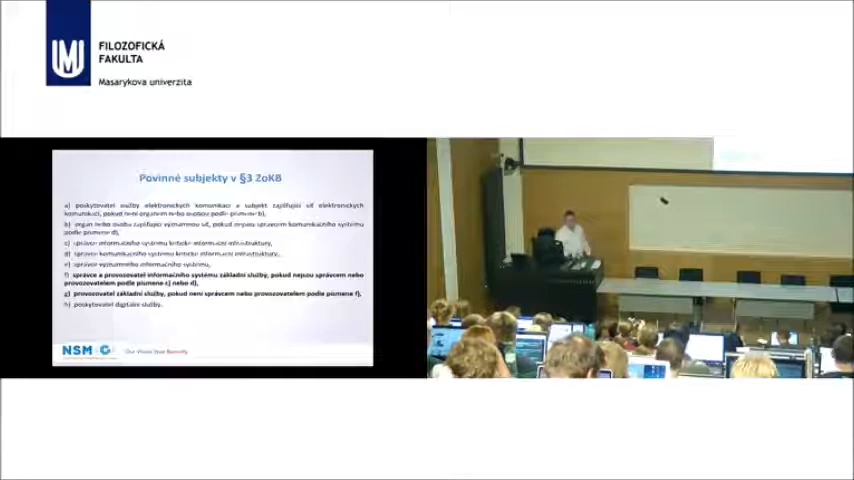 FILOZOFICKÁ
FAKULTA
Masarykova univerzita
Povinné subjekty v §3 ZoKB
a) poskytovatel služby elektronických komunikací a subjekt zajišťující síť elektronických
komunikací, pokud není orgánem nebo osobou podle písmene b),
b) orgán nebo osoba zajišťující významnou síť, pokud nejsou správcem komunikačního systému
podle písmene d),
c) správce informačního systému kritické informační infrastruktury,
d) správce komunikačního systému kritické informační infrastruktury,
e) správce významného informačního systému,
f) správce a provozovatel informačního systému základní služby, pokud nejsou správcem nebo
provozovatelem podle písmene c) nebo d),
g) provozovatel základní služby, pokud není správcem nebo provozovatelem podle písmene f),
h) poskytovatel digitální služby.
NSM
Our Vision Your Security